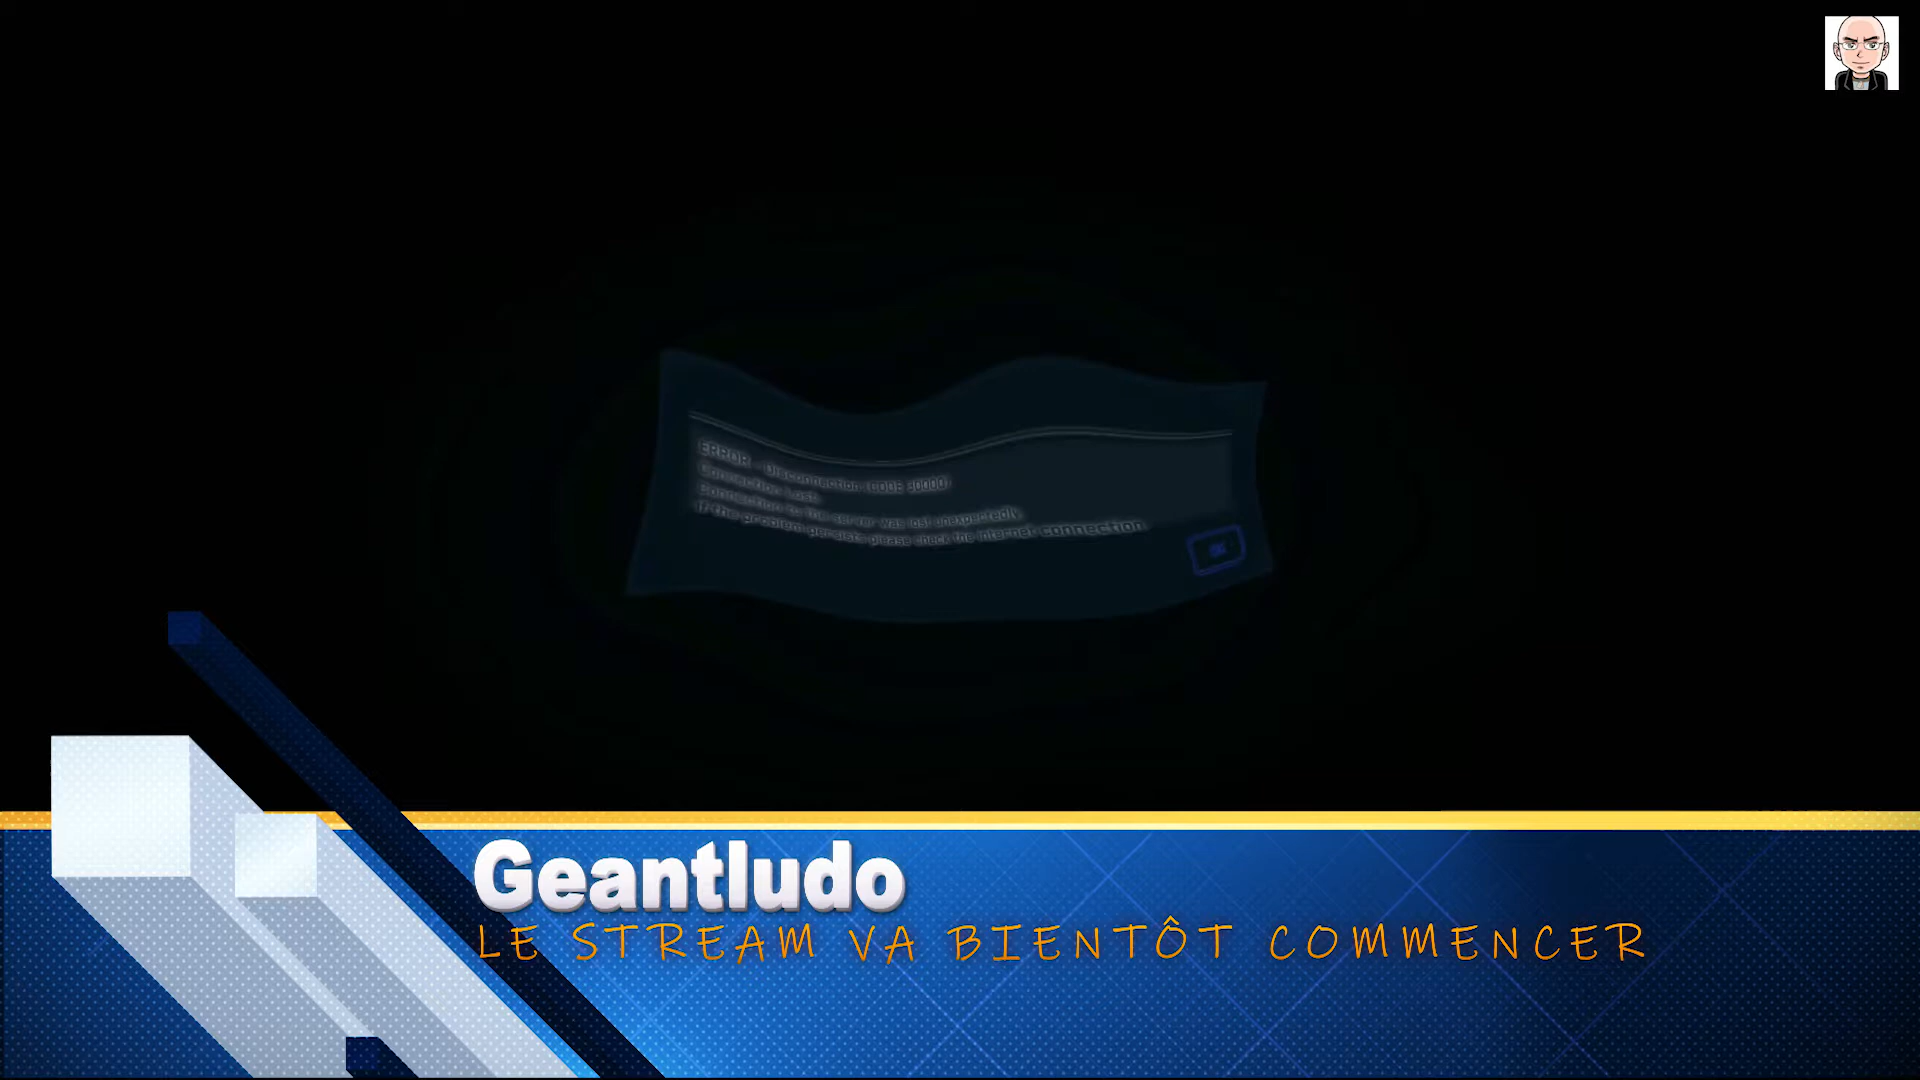 ERROR - Disconnection (CODE 30000)
Connection Lost.
Connection to the server was lost unexpectedly.
If the problem persists please check the internet connection.
OK
Geantludo
LE STREAM VA BIENTÔT COMMENCER